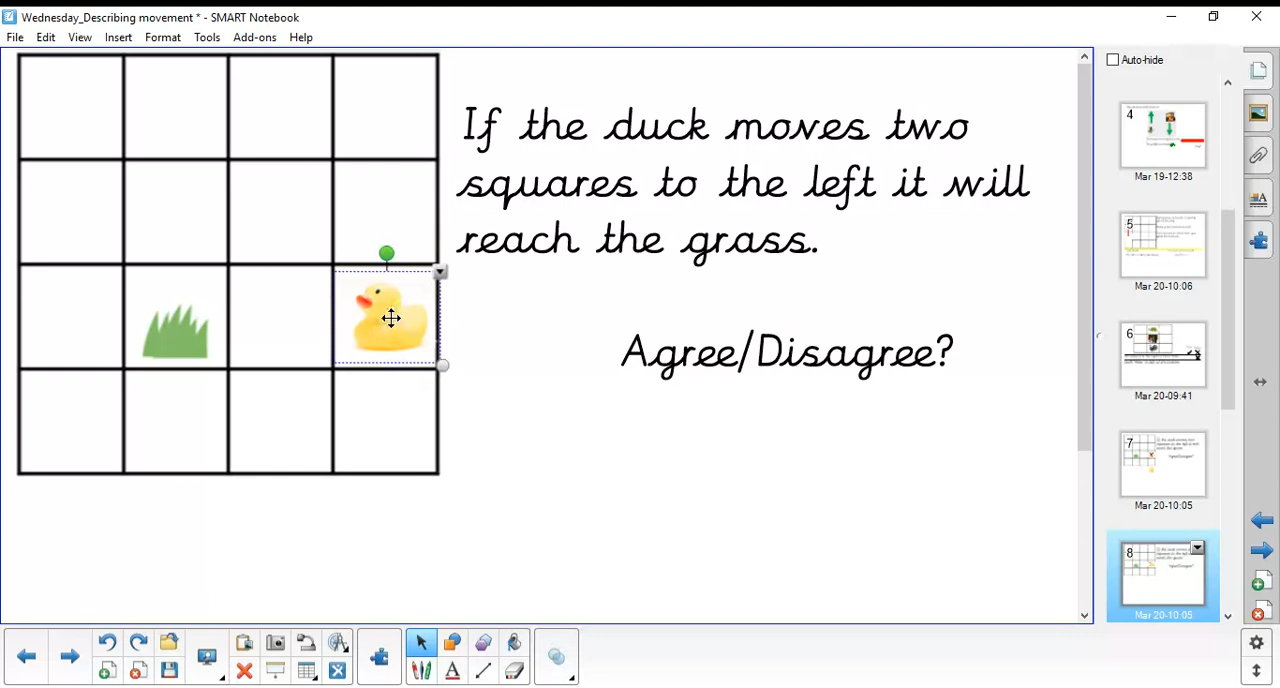 Wednesday_Describing movement * - SMART Notebook
File Edit View Insert Format Tools Add-ons Help
If the duck moves two
squares to the left it will
reach the grass.
Agree/Disagree?
Auto-hide
4
Mar 19-12:38
5
Mar 20-10:06
6
Mar 20-09:41
7
Mar 20-10:05
8
Mar 20-10:05